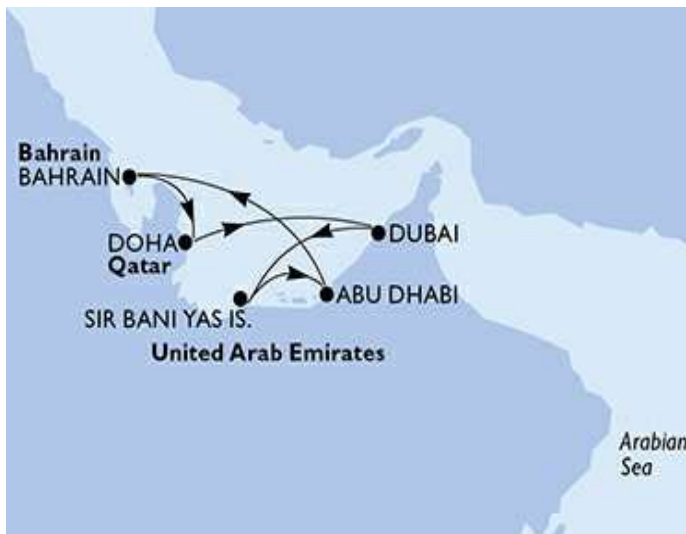 Bahrain
BAHRAIN
DOHA
Qatar
DUBAI
SIR BANI YAS IS.
ABU DHABI
United Arab Emirates
Arabian
Sea